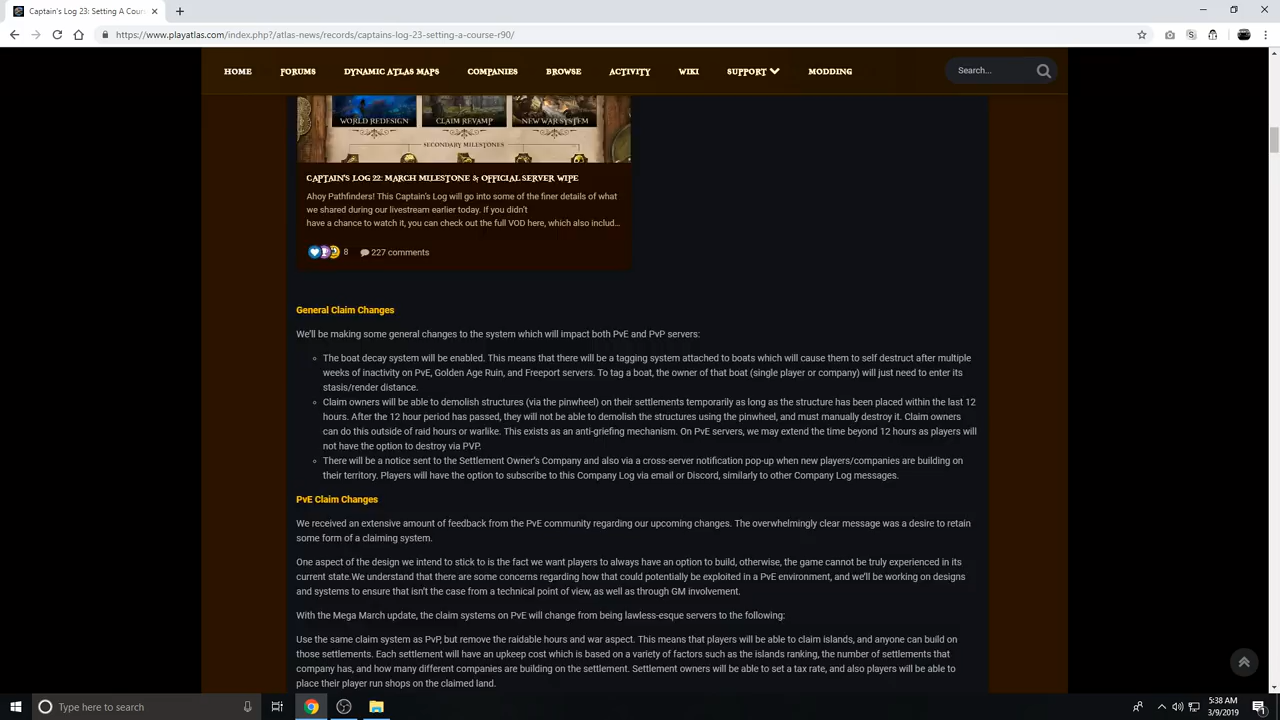 Captain's Log 23: Setting A Cour
https://www.playatlas.com/index.php?/atlas-news/records/captains-log-23-setting-a-course-r90/
HOME FORUMS DYNAMIC ATLAS MAPS COMPANIES BROWSE ACTIVITY WIKI SUPPORT MODDING Search...
WORLD REDESIGN CLAIM REVAMP NEW WAR SYSTEM
SECONDARY MILESTONES
CAPTAIN'S LOG 22: MARCH MILESTONE & OFFICIAL SERVER WIPE
Ahoy Pathfinders! This Captain's Log will go into some of the finer details of what
we shared during our livestream earlier today. If you didn't
have a chance to watch it, you can check out the full VOD here, which also includ...
8 227 comments
General Claim Changes
We'll be making some general changes to the system which will impact both PvE and PvP servers:
The boat decay system will be enabled. This means that there will be a tagging system attached to boats which will cause them to self destruct after multiple
weeks of inactivity on PvE, Golden Age Ruin, and Freeport servers. To tag a boat, the owner of that boat (single player or company) will just need to enter its
stasis/render distance.
Claim owners will be able to demolish structures (via the pinwheel) on their settlements temporarily as long as the structure has been placed within the last 12
hours. After the 12 hour period has passed, they will not be able to demolish the structures using the pinwheel, and must manually destroy it. Claim owners
can do this outside of raid hours or warlike. This exists as an anti-griefing mechanism. On PvE servers, we may extend the time beyond 12 hours as players will
not have the option to destroy via PVP.
There will be a notice sent to the Settlement Owner's Company and also via a cross-server notification pop-up when new players/companies are building on
their territory. Players will have the option to subscribe to this Company Log via email or Discord, similarly to other Company Log messages.
PvE Claim Changes
We received an extensive amount of feedback from the PvE community regarding our upcoming changes. The overwhelmingly clear message was a desire to retain
some form of a claiming system.
One aspect of the design we intend to stick to is the fact we want players to always have an option to build, otherwise, the game cannot be truly experienced in its
current state.We understand that there are some concerns regarding how that could potentially be exploited in a PvE environment, and we'll be working on designs
and systems to ensure that isn't the case from a technical point of view, as well as through GM involvement.
With the Mega March update, the claim systems on PvE will change from being lawless-esque servers to the following:
Use the same claim system as PvP, but remove the raidable hours and war aspect. This means that players will be able to claim islands, and anyone can build on
those settlements. Each settlement will have an upkeep cost which is based on a variety of factors such as the islands ranking, the number of settlements that
company has, and how many different companies are building on the settlement. Settlement owners will be able to set a tax rate, and also players will be able to
place their player run shops on the claimed land.
Type here to search
5:38 AM
3/9/2019
1